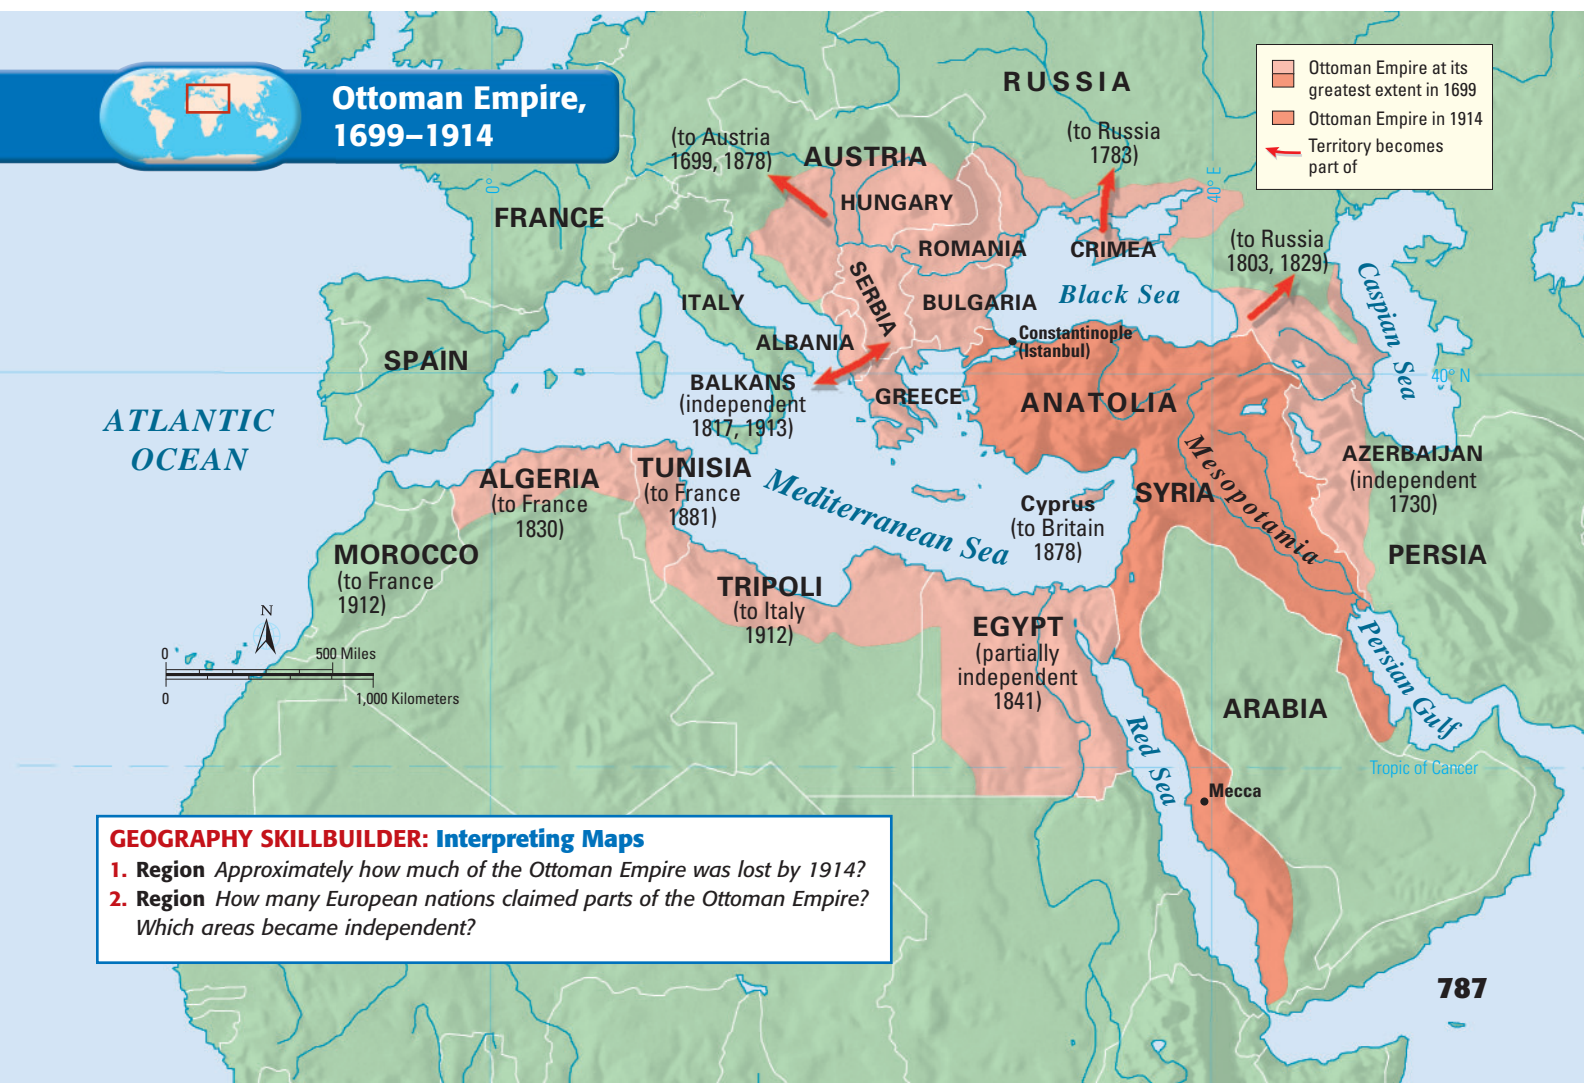 Ottoman Empire,
1699–1914
Ottoman Empire at its
greatest extent in 1699
Ottoman Empire in 1914
Territory becomes
part of
RUSSIA
(to Austria
1699, 1878)
AUSTRIA
(to Russia
1783)
40° E
0°
HUNGARY
FRANCE
ROMANIA
CRIMEA
(to Russia
1803, 1829)
SERBIA
BULGARIA
Black Sea
Caspian Sea
ITALY
ALBANIA
Constantinople
(Istanbul)
SPAIN
BALKANS
(independent
1817, 1913)
GREECE
ANATOLIA
40° N
ATLANTIC
OCEAN
Mesopotamia
AZERBAIJAN
(independent
1730)
ALGERIA
(to France
1830)
TUNISIA
(to France
1881)
Mediterranean Sea
Cyprus
(to Britain
1878)
SYRIA
MOROCCO
(to France
1912)
PERSIA
TRIPOLI
(to Italy
1912)
EGYPT
(partially
independent
1841)
Persian Gulf
N
0
500 Miles
0
1,000 Kilometers
ARABIA
Red Sea
Tropic of Cancer
Mecca
GEOGRAPHY SKILLBUILDER: Interpreting Maps
1. Region Approximately how much of the Ottoman Empire was lost by 1914?
2. Region How many European nations claimed parts of the Ottoman Empire?
Which areas became independent?
787